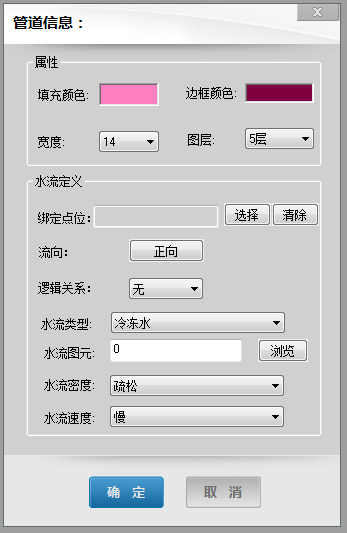 管道信息：
属性
填充颜色: 边框颜色:
宽度: 14 图层: 5层
水流定义
绑定点位: 选择 清除
流向： 正向
逻辑关系： 无
水流类型: 冷冻水
水流图元: 0 浏览
水流密度: 疏松
水流速度: 慢
确 定 取 消